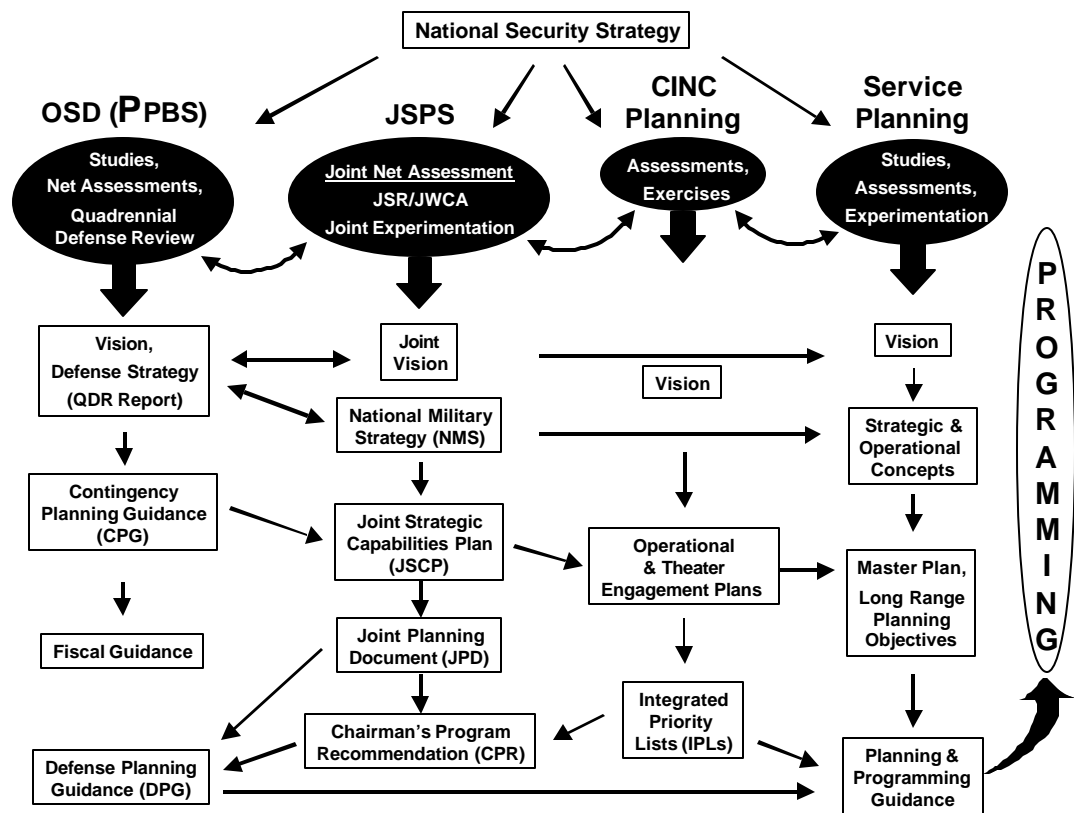 National Security Strategy
OSD (PPBS)
Studies,
Net Assessments,
Quadrennial
Defense Review
Vision,
Defense Strategy
(QDR Report)
Contingency
Planning Guidance
(CPG)
Fiscal Guidance
Defense Planning
Guidance (DPG)
JSPS
Joint Net Assessment
JSR/JWCA
Joint Experimentation
Joint
Vision
National Military
Strategy (NMS)
Joint Strategic
Capabilities Plan
(JSCP)
Joint Planning
Document (JPD)
Chairman's Program
Recommendation (CPR)
CINC
Planning
Assessments,
Exercises
Vision
Operational
& Theater
Engagement Plans
Integrated
Priority
Lists (IPLs)
Service
Planning
Studies,
Assessments,
Experimentation
Vision
Strategic &
Operational
Concepts
Master Plan,
Long Range
Planning
Objectives
Planning &
Programming
Guidance
PROGRAMMING